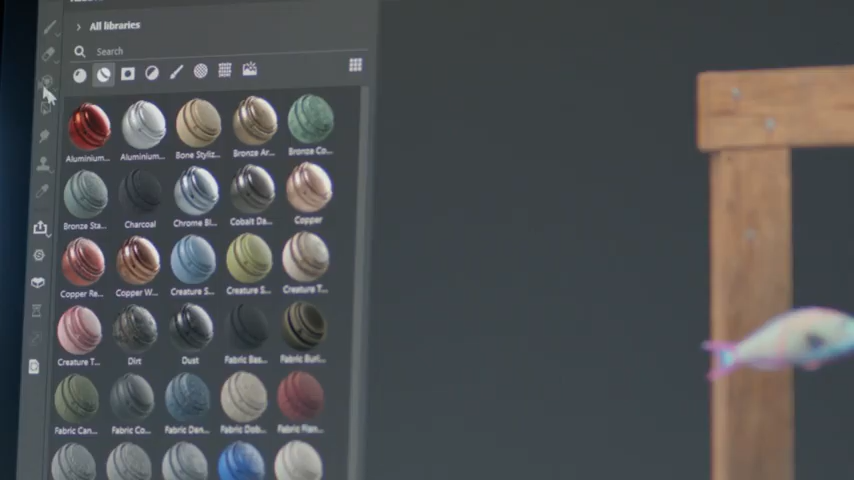 All libraries
Search
Aluminium... Aluminium... Bone Styliz... Bronze Ar... Bronze Co...
Bronze Sta... Charcoal Chrome Bl... Cobalt Da... Copper
Copper Re... Copper W... Creature S... Creature S... Creature T...
Creature T... Dirt Dust Fabric Bas... Fabric Burl...
Fabric Can... Fabric Co... Fabric Den... Fabric Dob... Fabric Flan...